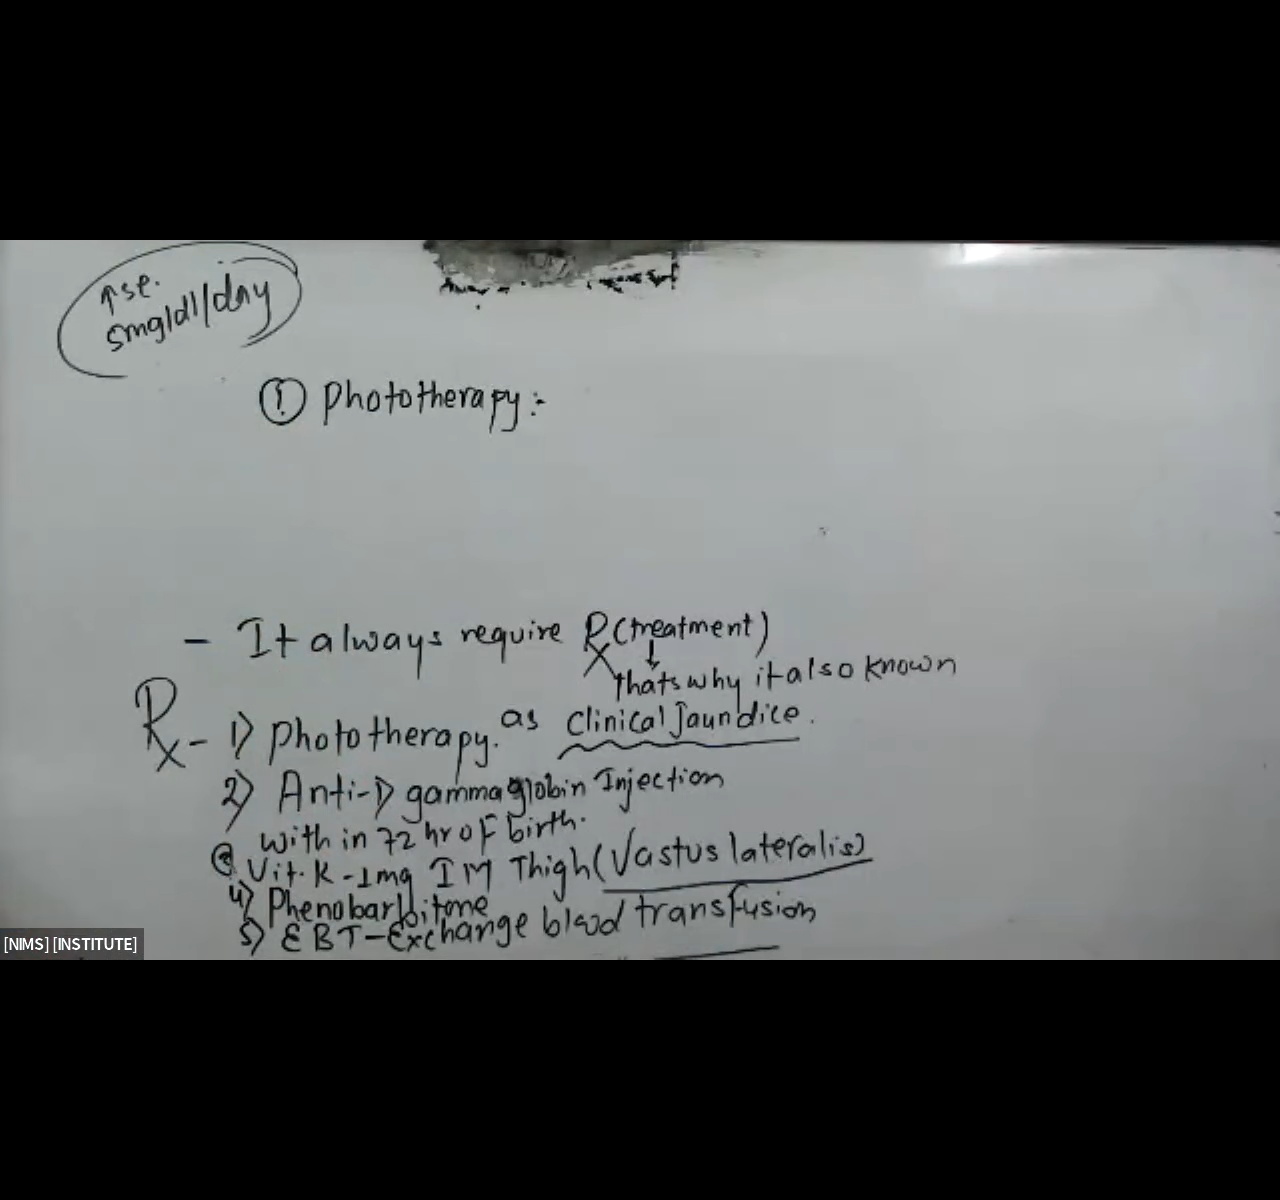 ↑se.
5mg/dl/day
① Phototherapy:-
- It always require Rx (treatment)
↓
thats why it also known
as Clinical Jaundice.
Rx - 1) Phototherapy.
2) Anti-D gammaglobin Injection
with in 72 hr of birth.
③ Vit. K - 1mg IM Thigh (Vastus lateralis)
4) Phenobarbitone
5) EBT - Exchange blood transfusion
[NIMS] [INSTITUTE]